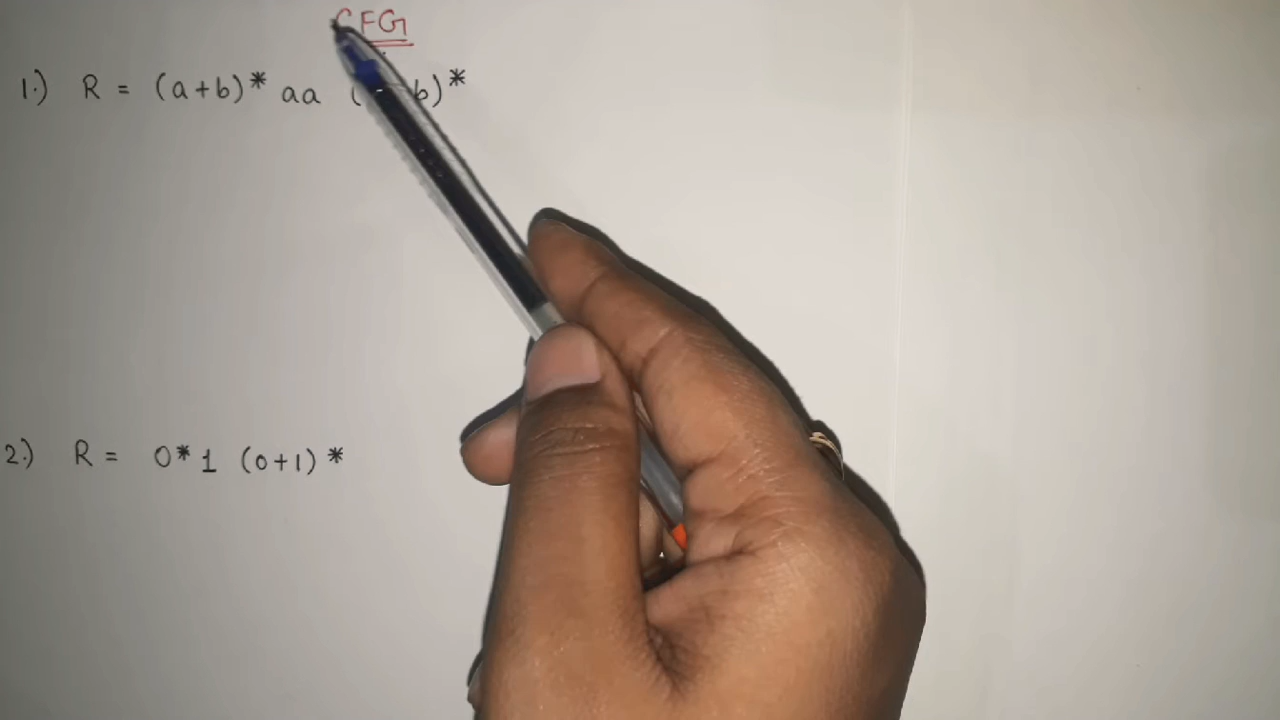 CFG
1.) R = (a+b)* aa ( b)*
2.) R = 0*1 (0+1)*